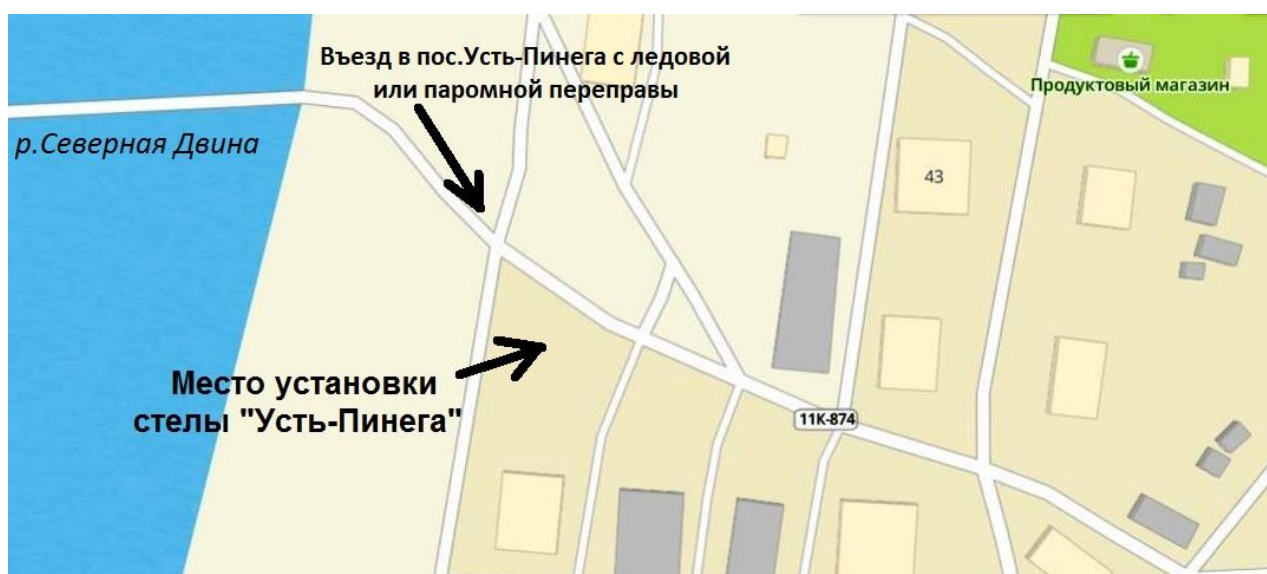 Въезд в пос.Усть-Пинега с ледовой
или паромной переправы
Продуктовый магазин
р.Северная Двина
43
Место установки
стелы "Усть-Пинега"
11К-874